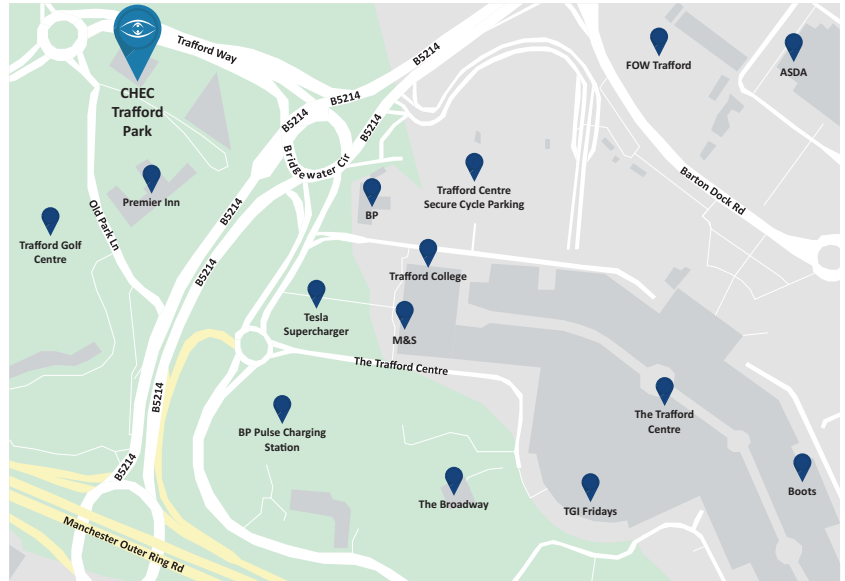 Trafford Way
B5214
FOW Trafford
ASDA
CHEC
Trafford
Park
B5214
B5214
B5214
Bridgewater Cir
Premier Inn
BP
Trafford Centre
Secure Cycle Parking
Barton Dock Rd
Old Park Ln
B5214
Trafford Golf
Centre
B5214
Trafford College
Tesla
Supercharger
M&S
The Trafford Centre
B5214
The Trafford
Centre
BP Pulse Charging
Station
B5214
The Broadway
TGI Fridays
Boots
Manchester Outer Ring Rd